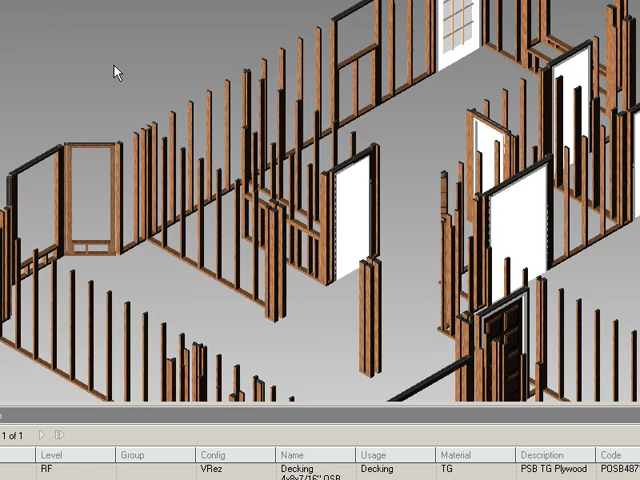 1 of 1
Level Group Config Name Usage Material Description Code
RF VRez Decking Decking TG PSB TG Plywood POSB487
4x8x7/16" OSB